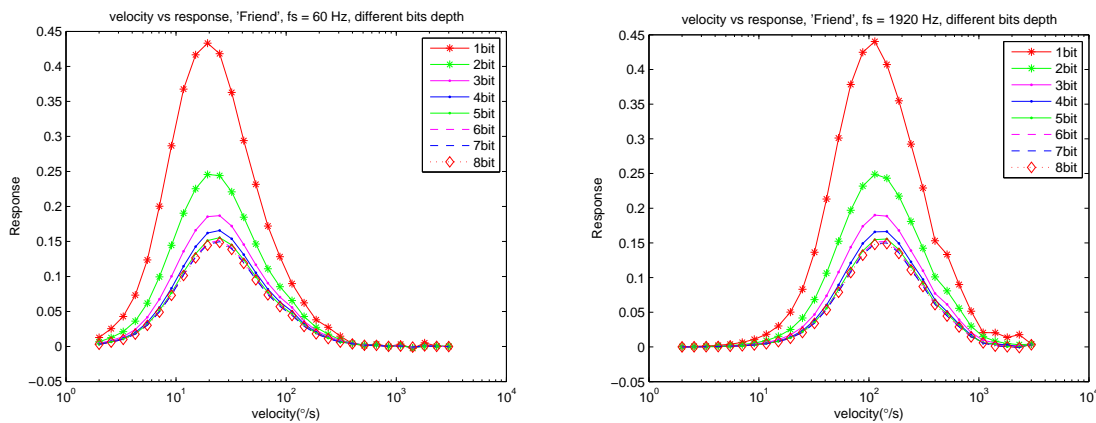 velocity vs response, 'Friend', fs = 60 Hz, different bits depth
0.45
0.4
0.35
0.3
0.25
0.2
0.15
0.1
0.05
0
−0.05
Response
10^0
10^1
10^2
10^3
10^4
velocity(°/s)
1bit
2bit
3bit
4bit
5bit
6bit
7bit
8bit
velocity vs response, 'Friend', fs = 1920 Hz, different bits depth
0.45
0.4
0.35
0.3
0.25
0.2
0.15
0.1
0.05
0
−0.05
Response
10^0
10^1
10^2
10^3
10^4
velocity(°/s)
1bit
2bit
3bit
4bit
5bit
6bit
7bit
8bit